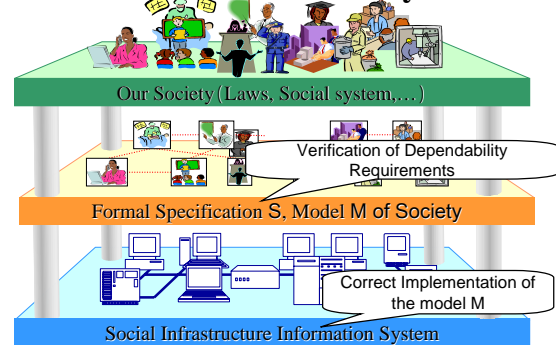 Our Society(Laws, Social system,…)
Verification of Dependability
Requirements
Formal Specification S, Model M of Society
Correct Implementation of
the model M
Social Infrastructure Information System